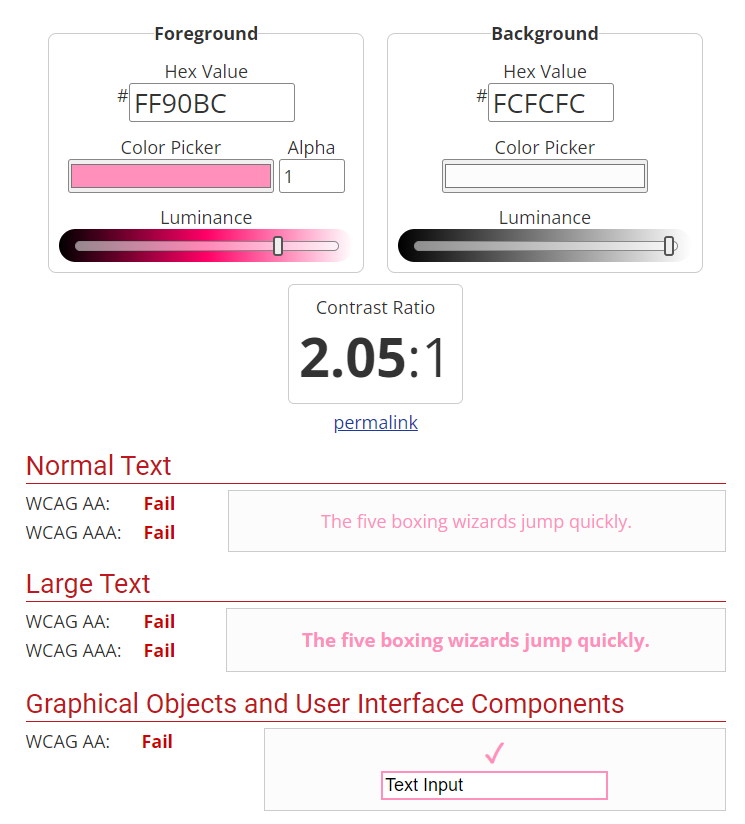 Foreground
Hex Value
#FF90BC
Color Picker Alpha
1
Luminance
Background
Hex Value
#FCFCFC
Color Picker
Luminance
Contrast Ratio
2.05:1
permalink
Normal Text
WCAG AA: Fail
WCAG AAA: Fail
The five boxing wizards jump quickly.
Large Text
WCAG AA: Fail
WCAG AAA: Fail
The five boxing wizards jump quickly.
Graphical Objects and User Interface Components
WCAG AA: Fail
✓
Text Input